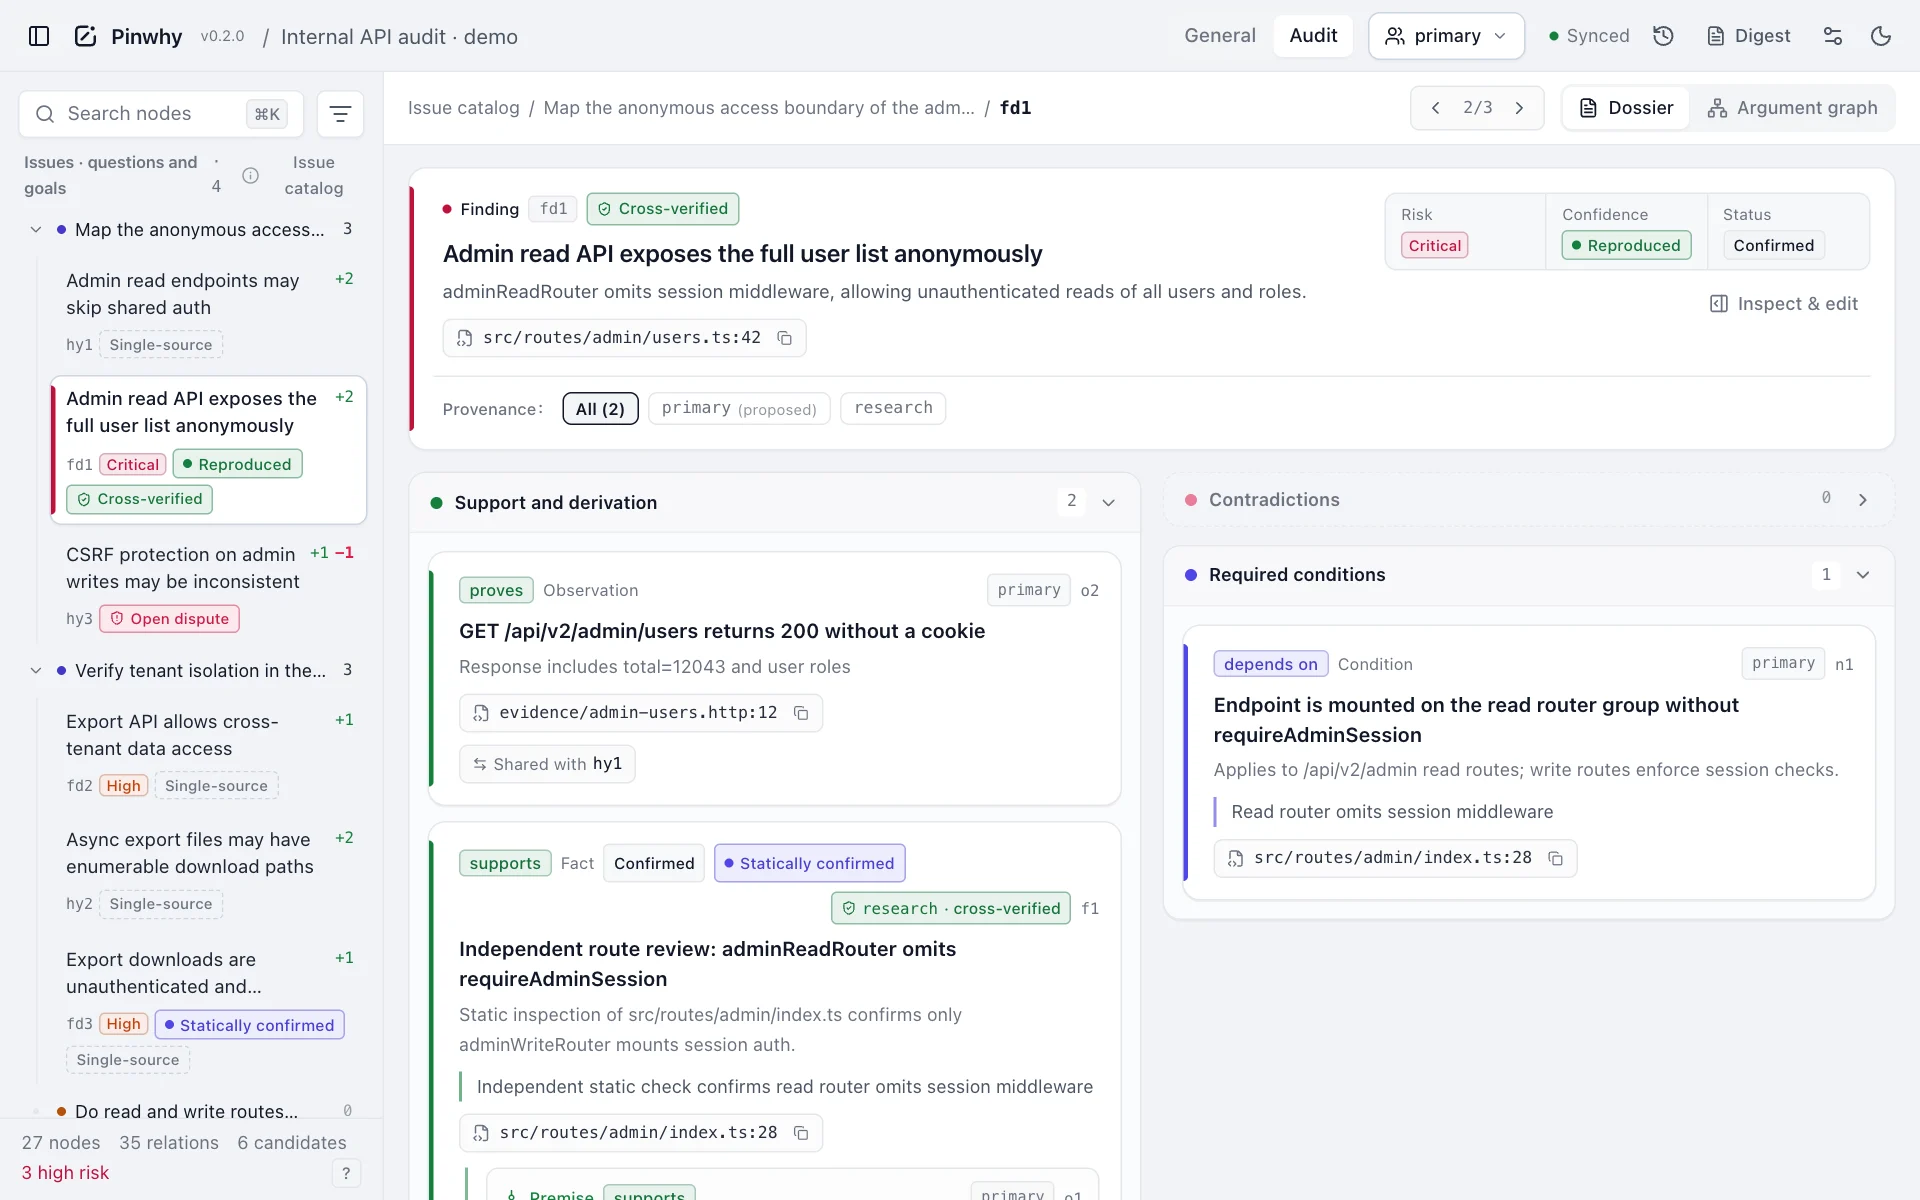 Pinwhy v0.2.0 / Internal API audit · demo
General Audit primary Synced Digest
Search nodes ⌘K
Issues · questions and goals · 4 Issue catalog
Map the anonymous access... 3
Admin read endpoints may +2
skip shared auth
hy1 Single-source
Admin read API exposes the +2
full user list anonymously
fd1 Critical Reproduced
Cross-verified
CSRF protection on admin +1 −1
writes may be inconsistent
hy3 Open dispute
Verify tenant isolation in the... 3
Export API allows cross- +1
tenant data access
fd2 High Single-source
Async export files may have +2
enumerable download paths
hy2 Single-source
Export downloads are +1
unauthenticated and...
fd3 High Statically confirmed
Single-source
Do read and write routes... 0
27 nodes 35 relations 6 candidates
3 high risk ?
Issue catalog / Map the anonymous access boundary of the adm... / fd1
2/3 Dossier Argument graph
Finding fd1 Cross-verified
Admin read API exposes the full user list anonymously
adminReadRouter omits session middleware, allowing unauthenticated reads of all users and roles.
src/routes/admin/users.ts:42
Risk Confidence Status
Critical Reproduced Confirmed
Inspect & edit
Provenance: All (2) primary (proposed) research
Support and derivation 2
proves Observation primary o2
GET /api/v2/admin/users returns 200 without a cookie
Response includes total=12043 and user roles
evidence/admin-users.http:12
Shared with hy1
supports Fact Confirmed Statically confirmed
research · cross-verified f1
Independent route review: adminReadRouter omits
requireAdminSession
Static inspection of src/routes/admin/index.ts confirms only
adminWriteRouter mounts session auth.
Independent static check confirms read router omits session middleware
src/routes/admin/index.ts:28
Premise supports primary o1
Contradictions 0
Required conditions 1
depends on Condition primary n1
Endpoint is mounted on the read router group without
requireAdminSession
Applies to /api/v2/admin read routes; write routes enforce session checks.
Read router omits session middleware
src/routes/admin/index.ts:28